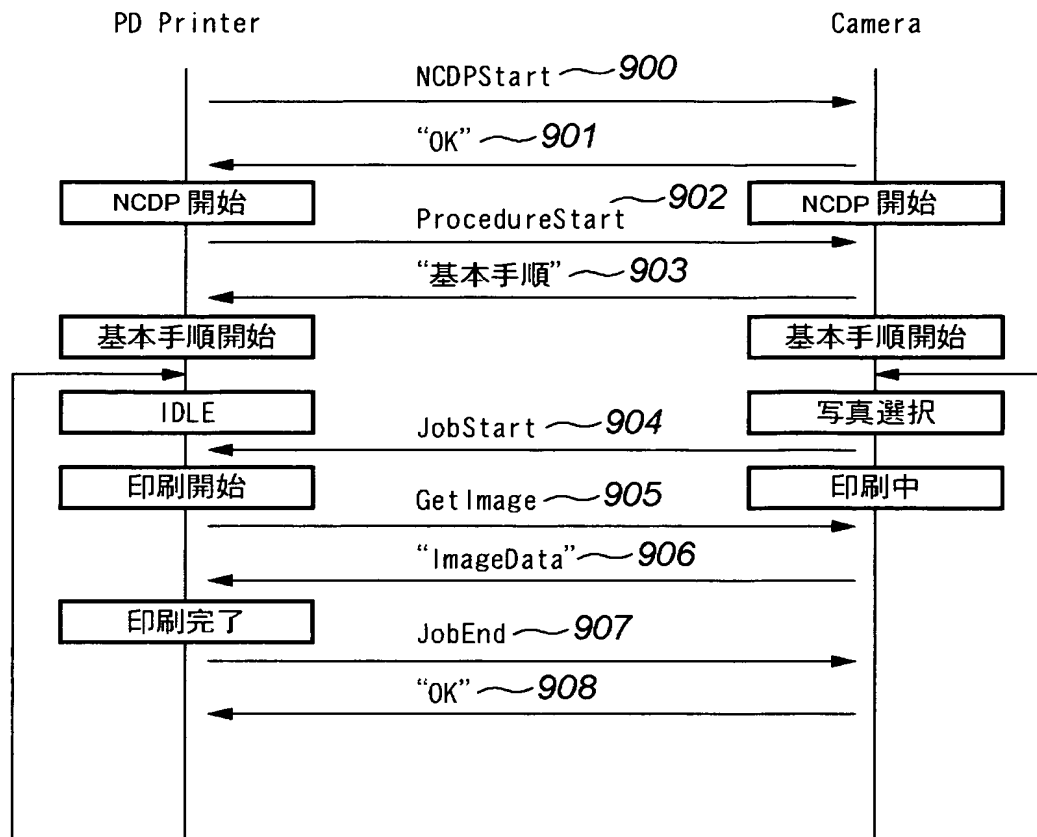 PD Printer
Camera
NCDPStart 900
“OK” 901
NCDP 開始
NCDP 開始
ProcedureStart 902
“基本手順” 903
基本手順開始
基本手順開始
IDLE
写真選択
JobStart 904
印刷開始
印刷中
GetImage 905
“ImageData” 906
印刷完了
JobEnd 907
“OK” 908